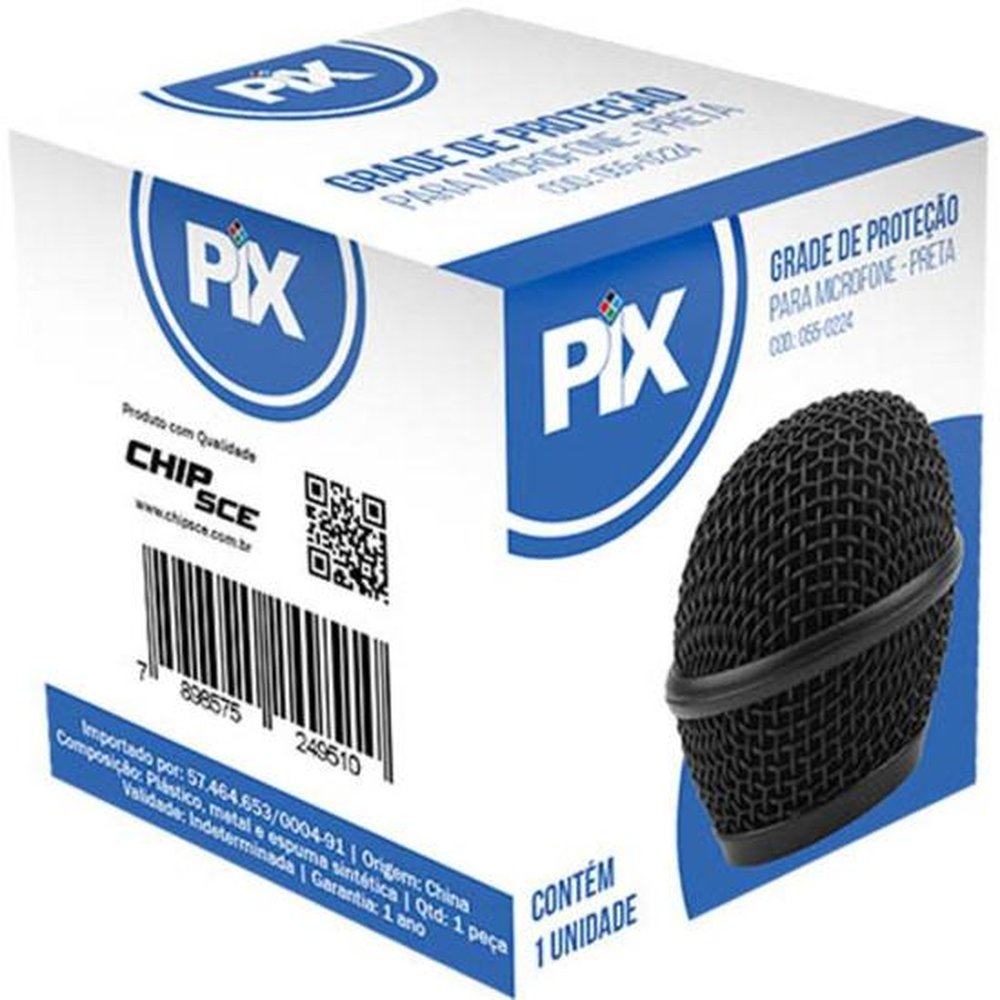 PIX
GRADE DE PROTEÇÃO
PARA MICROFONE - PRETA
COD: 055-0224
PIX
Produto com Qualidade
CHIP
SCE
www.chipsce.com.br
7 898575 249510
Importado por: 57.464.653/0004-91 | Origem: China
Composição: Plástico, metal e espuma sintética | Qtd: 1 peça
Validade: Indeterminada | Garantia: 1 ano
PIX
GRADE DE PROTEÇÃO
PARA MICROFONE - PRETA
COD: 055-0224
CONTÉM
1 UNIDADE